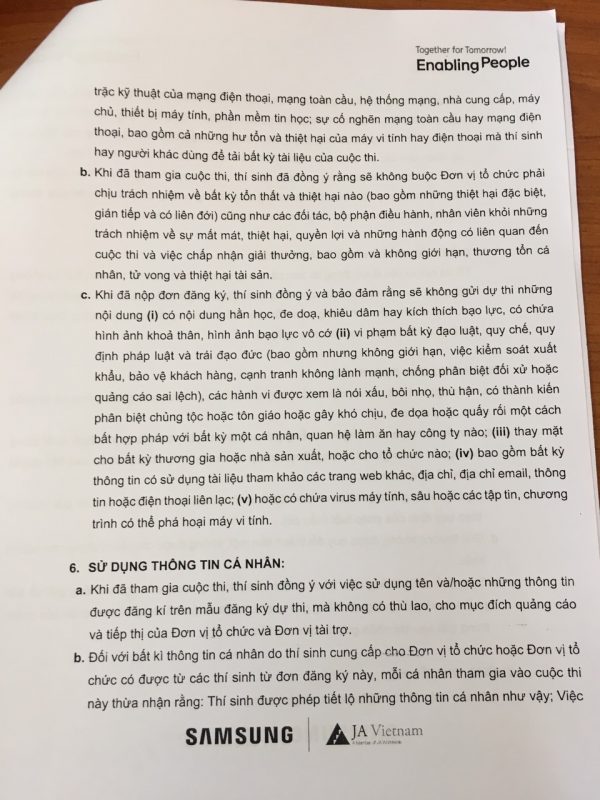 Together for Tomorrow!
Enabling People
trặc kỹ thuật của mạng điện thoại, mạng toàn cầu, hệ thống mạng, nhà cung cấp, máy
chủ, thiết bị máy tính, phần mềm tin học; sự cố nghẽn mạng toàn cầu hay mạng điện
thoại, bao gồm cả những hư tổn và thiệt hại của máy vi tính hay điện thoại mà thí sinh
hay người khác dùng để tải bất kỳ tài liệu của cuộc thi.
b. Khi đã tham gia cuộc thi, thí sinh đã đồng ý rằng sẽ không buộc Đơn vị tổ chức phải
chịu trách nhiệm về bất kỳ tổn thất và thiệt hại nào (bao gồm những thiệt hại đặc biệt,
gián tiếp và có liên đới) cũng như các đối tác, bộ phận điều hành, nhân viên khỏi những
trách nhiệm về sự mất mát, thiệt hại, quyền lợi và những hành động có liên quan đến
cuộc thi và việc chấp nhận giải thưởng, bao gồm và không giới hạn, thương tổn cá
nhân, tử vong và thiệt hại tài sản.
c. Khi đã nộp đơn đăng ký, thí sinh đồng ý và bảo đảm rằng sẽ không gửi dự thi những
nội dung (i) có nội dung hằn học, đe doạ, khiêu dâm hay kích thích bạo lực, có chứa
hình ảnh khoả thân, hình ảnh bạo lực vô cớ (ii) vi phạm bất kỳ đạo luật, quy chế, quy
định pháp luật và trái đạo đức (bao gồm nhưng không giới hạn, việc kiểm soát xuất
khẩu, bảo vệ khách hàng, cạnh tranh không lành mạnh, chống phân biệt đối xử hoặc
quảng cáo sai lệch), các hành vi được xem là nói xấu, bôi nhọ, thù hận, có thành kiến
phân biệt chủng tộc hoặc tôn giáo hoặc gây khó chịu, đe dọa hoặc quấy rối một cách
bất hợp pháp với bất kỳ một cá nhân, quan hệ làm ăn hay công ty nào; (iii) thay mặt
cho bất kỳ thương gia hoặc nhà sản xuất, hoặc cho tổ chức nào; (iv) bao gồm bất kỳ
thông tin có sử dụng tài liệu tham khảo các trang web khác, địa chỉ, địa chỉ email, thông
tin hoặc điện thoại liên lạc; (v) hoặc có chứa virus máy tính, sâu hoặc các tập tin, chương
trình có thể phá hoại máy vi tính.
6. SỬ DỤNG THÔNG TIN CÁ NHÂN:
a. Khi đã tham gia cuộc thi, thí sinh đồng ý với việc sử dụng tên và/hoặc những thông tin
được đăng kí trên mẫu đăng ký dự thi, mà không có thù lao, cho mục đích quảng cáo
và tiếp thị của Đơn vị tổ chức và Đơn vị tài trợ.
b. Đối với bất kì thông tin cá nhân do thí sinh cung cấp cho Đơn vị tổ chức hoặc Đơn vị tổ
chức có được từ các thí sinh từ đơn đăng ký này, mỗi cá nhân tham gia vào cuộc thi
này thừa nhận rằng: Thí sinh được phép tiết lộ những thông tin cá nhân như vậy; Việc
SAMSUNG
JA Vietnam
A Member of JA Worldwide